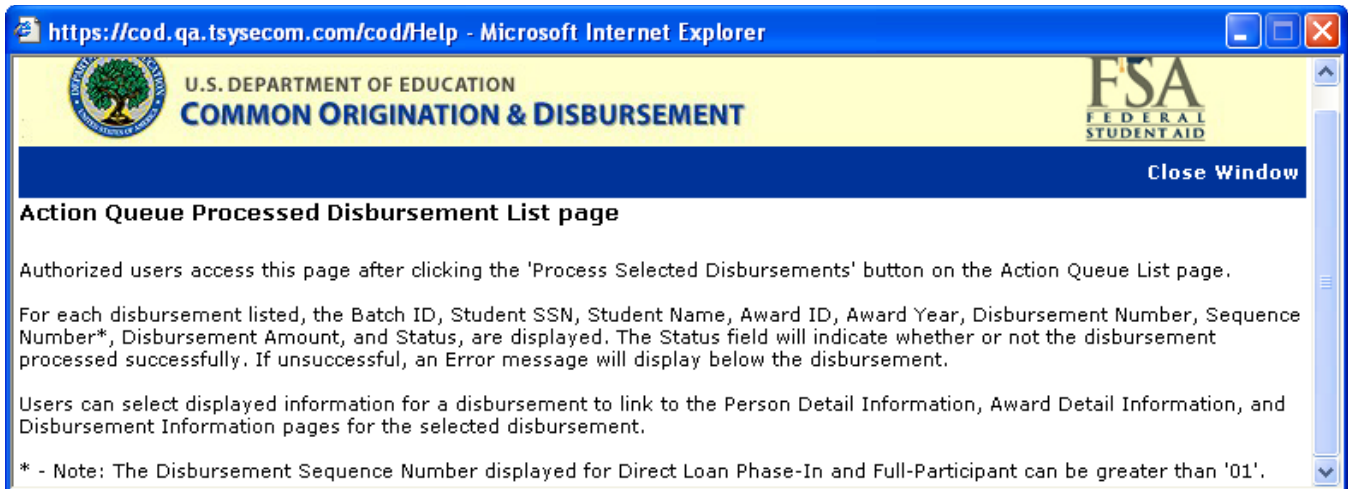 https://cod.qa.tsysecom.com/cod/Help - Microsoft Internet Explorer
U.S. DEPARTMENT OF EDUCATION
COMMON ORIGINATION & DISBURSEMENT
FSA
FEDERAL
STUDENT AID
Close Window
Action Queue Processed Disbursement List page
Authorized users access this page after clicking the 'Process Selected Disbursements' button on the Action Queue List page.
For each disbursement listed, the Batch ID, Student SSN, Student Name, Award ID, Award Year, Disbursement Number, Sequence
Number*, Disbursement Amount, and Status, are displayed. The Status field will indicate whether or not the disbursement
processed successfully. If unsuccessful, an Error message will display below the disbursement.
Users can select displayed information for a disbursement to link to the Person Detail Information, Award Detail Information, and
Disbursement Information pages for the selected disbursement.
* - Note: The Disbursement Sequence Number displayed for Direct Loan Phase-In and Full-Participant can be greater than '01'.